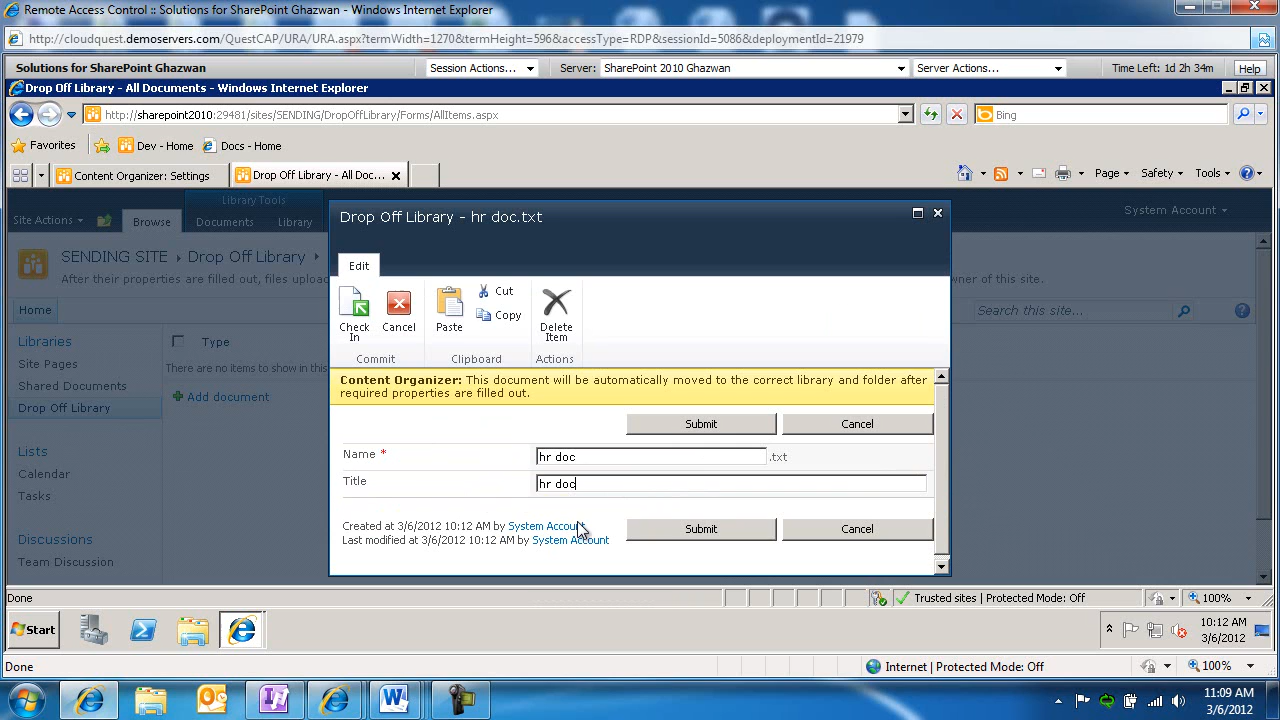 Remote Access Control :: Solutions for SharePoint Ghazwan - Windows Internet Explorer
http://cloudquest.demoservers.com/QuestCAP/URA/URA.aspx?termWidth=1270&termHeight=596&accessType=RDP&sessionId=5086&deploymentId=21979
Solutions for SharePoint Ghazwan Session Actions... Server: SharePoint 2010 Ghazwan Server Actions... Time Left: 1d 2h 34m Help
Drop Off Library - All Documents - Windows Internet Explorer
http://sharepoint2010:29481/sites/SENDING/DropOffLibrary/Forms/AllItems.aspx Bing
Favorites Dev - Home Docs - Home
Content Organizer: Settings Drop Off Library - All Doc... Page Safety Tools
Library Tools
Site Actions Browse Documents Library System Account
Drop Off Library - hr doc.txt
SENDING SITE Drop Off Library
After their properties are filled out, files uploa wner of this site.
Edit
Home Search this site...
Check In Cancel Paste Cut Copy Delete Item
Commit Clipboard Actions
Libraries Type
Site Pages There are no items to show in this
Shared Documents
Drop Off Library Add document
Content Organizer: This document will be automatically moved to the correct library and folder after
required properties are filled out.
Submit Cancel
Name * hr doc .txt
Title hr doc
Lists
Calendar
Tasks
Discussions
Team Discussion
Created at 3/6/2012 10:12 AM by System Account Submit Cancel
Last modified at 3/6/2012 10:12 AM by System Account
Done Trusted sites | Protected Mode: Off 100%
Start 10:12 AM
3/6/2012
Done Internet | Protected Mode: Off 100%
11:09 AM
3/6/2012